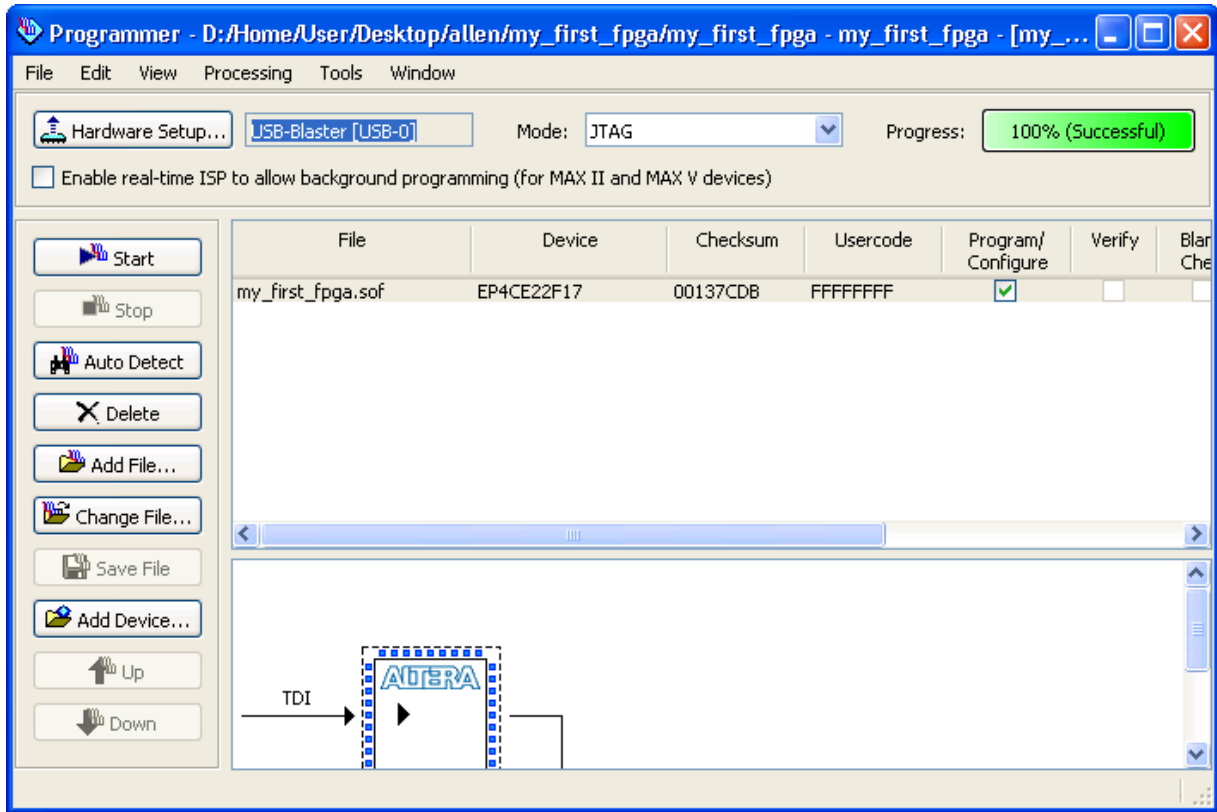 Programmer - D:/Home/User/Desktop/allen/my_first_fpga/my_first_fpga - my_first_fpga - [my_...
File Edit View Processing Tools Window
Hardware Setup... USB-Blaster [USB-0] Mode: JTAG Progress: 100% (Successful)
Enable real-time ISP to allow background programming (for MAX II and MAX V devices)
File Device Checksum Usercode Program/ Verify Blar
Configure Che
my_first_fpga.sof EP4CE22F17 00137CDB FFFFFFFF
Start
Stop
Auto Detect
Delete
Add File...
Change File...
Save File
Add Device...
Up
Down
ALTERA
TDI